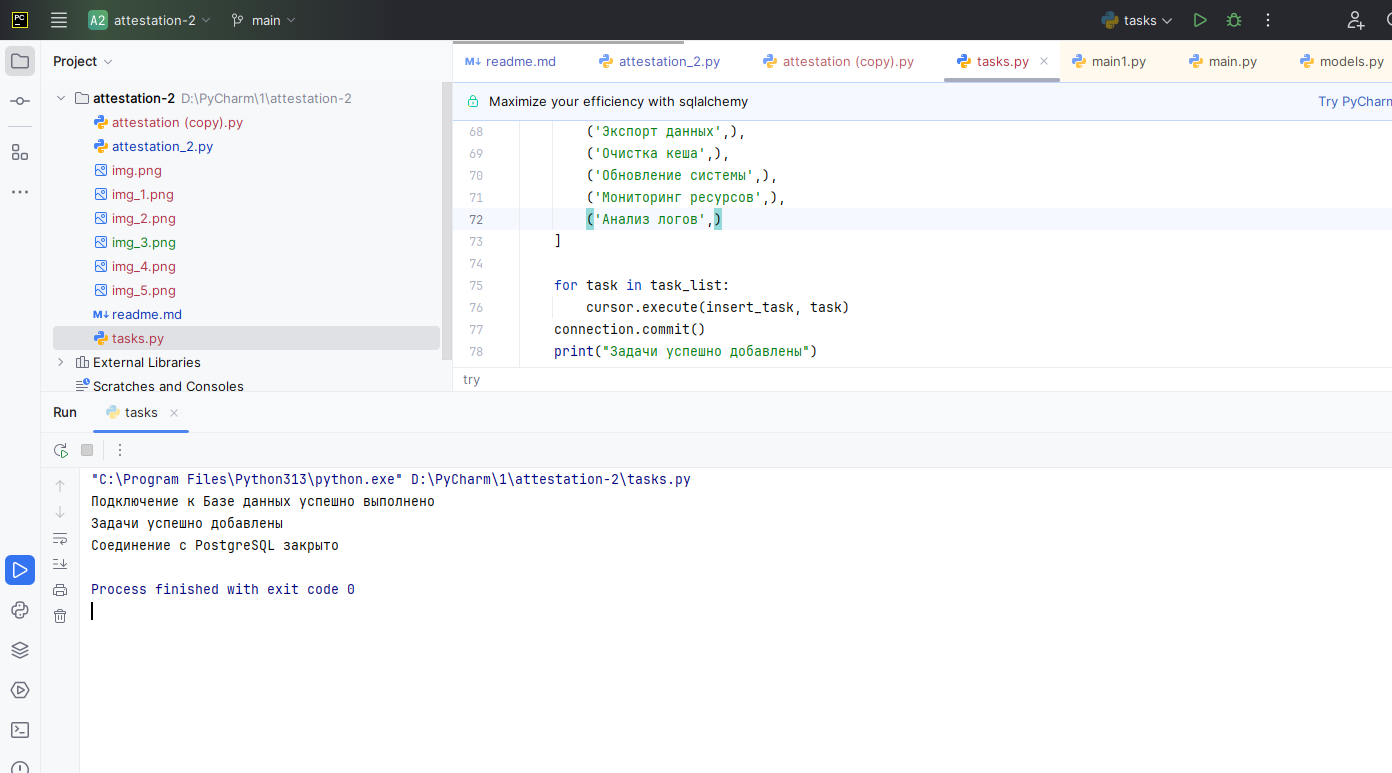 PC
A2 attestation-2
main
tasks
Project
readme.md
attestation_2.py
attestation (copy).py
tasks.py
main1.py
main.py
models.py
attestation-2 D:\PyCharm\1\attestation-2
attestation (copy).py
attestation_2.py
img.png
img_1.png
img_2.png
img_3.png
img_4.png
img_5.png
readme.md
tasks.py
External Libraries
Scratches and Consoles
Maximize your efficiency with sqlalchemy
Try PyCharm
68 ('Экспорт данных',),
69 ('Очистка кеша',),
70 ('Обновление системы',),
71 ('Мониторинг ресурсов',),
72 ('Анализ логов',)
73 ]
74
75 for task in task_list:
76 cursor.execute(insert_task, task)
77 connection.commit()
78 print("Задачи успешно добавлены")
try
Run
tasks
"C:\Program Files\Python313\python.exe" D:\PyCharm\1\attestation-2\tasks.py
Подключение к Базе данных успешно выполнено
Задачи успешно добавлены
Соединение с PostgreSQL закрыто
Process finished with exit code 0